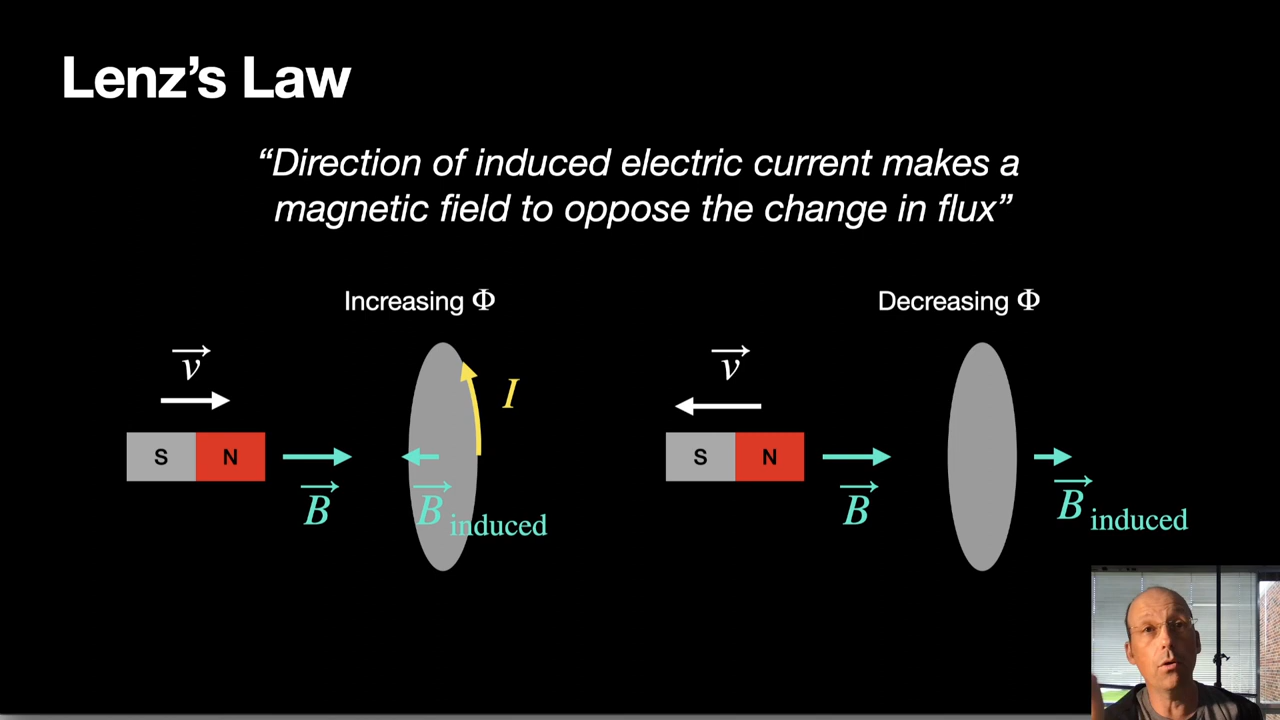 Lenz’s Law
“Direction of induced electric current makes a
magnetic field to oppose the change in flux”
Increasing Φ
Decreasing Φ
v
I
S N
B
B induced
v
S N
B
B induced